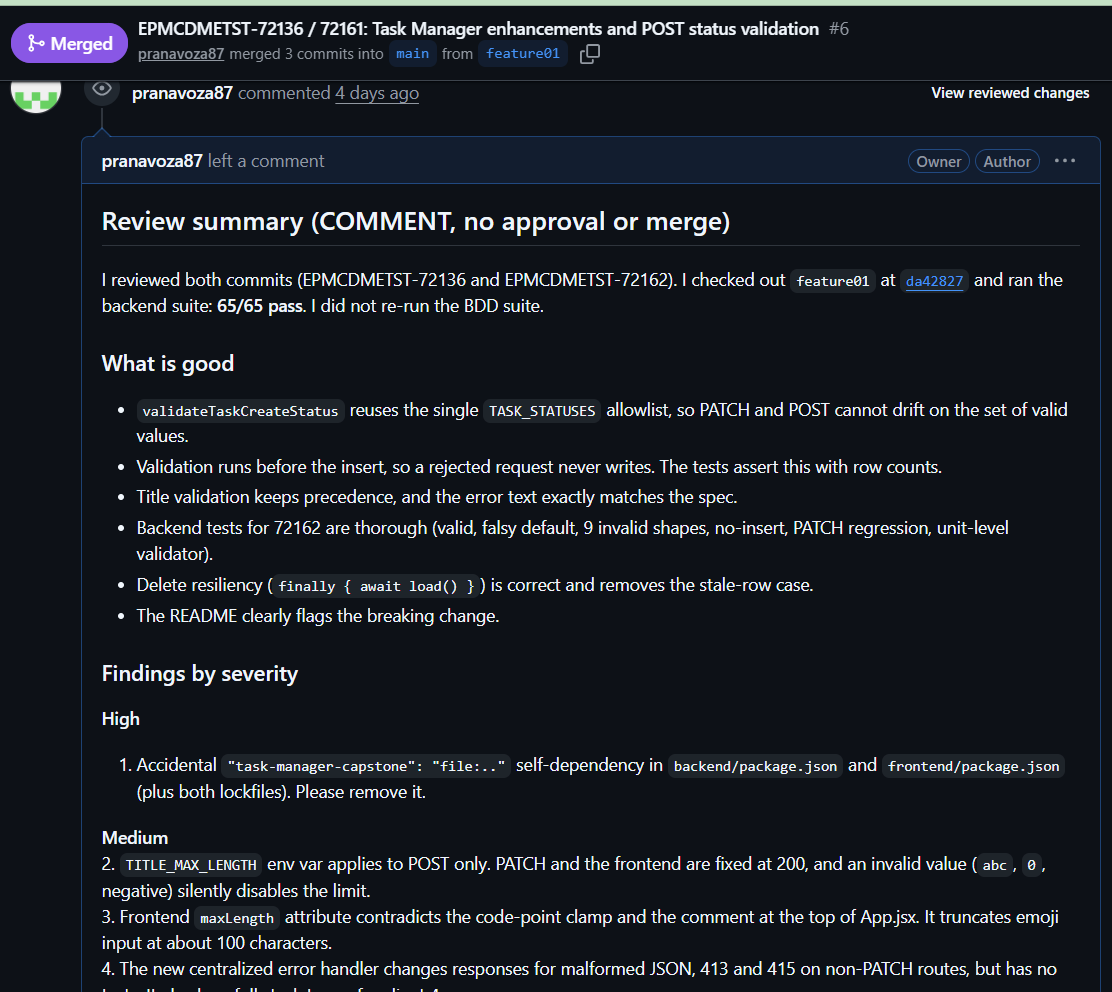 Merged
EPMCDMETST-72136 / 72161: Task Manager enhancements and POST status validation #6
pranavoza87 merged 3 commits into main from feature01
pranavoza87 commented 4 days ago
View reviewed changes
pranavoza87 left a comment
Owner Author
Review summary (COMMENT, no approval or merge)
I reviewed both commits (EPMCDMETST-72136 and EPMCDMETST-72162). I checked out feature01 at da42827 and ran the
backend suite: 65/65 pass. I did not re-run the BDD suite.
What is good
• validateTaskCreateStatus reuses the single TASK_STATUSES allowlist, so PATCH and POST cannot drift on the set of valid
values.
• Validation runs before the insert, so a rejected request never writes. The tests assert this with row counts.
• Title validation keeps precedence, and the error text exactly matches the spec.
• Backend tests for 72162 are thorough (valid, falsy default, 9 invalid shapes, no-insert, PATCH regression, unit-level
validator).
• Delete resiliency ( finally { await load() } ) is correct and removes the stale-row case.
• The README clearly flags the breaking change.
Findings by severity
High
1. Accidental "task-manager-capstone": "file:.." self-dependency in backend/package.json and frontend/package.json
(plus both lockfiles). Please remove it.
Medium
2. TITLE_MAX_LENGTH env var applies to POST only. PATCH and the frontend are fixed at 200, and an invalid value ( abc , 0 ,
negative) silently disables the limit.
3. Frontend maxLength attribute contradicts the code-point clamp and the comment at the top of App.jsx. It truncates emoji
input at about 100 characters.
4. The new centralized error handler changes responses for malformed JSON, 413 and 415 on non-PATCH routes, but has no